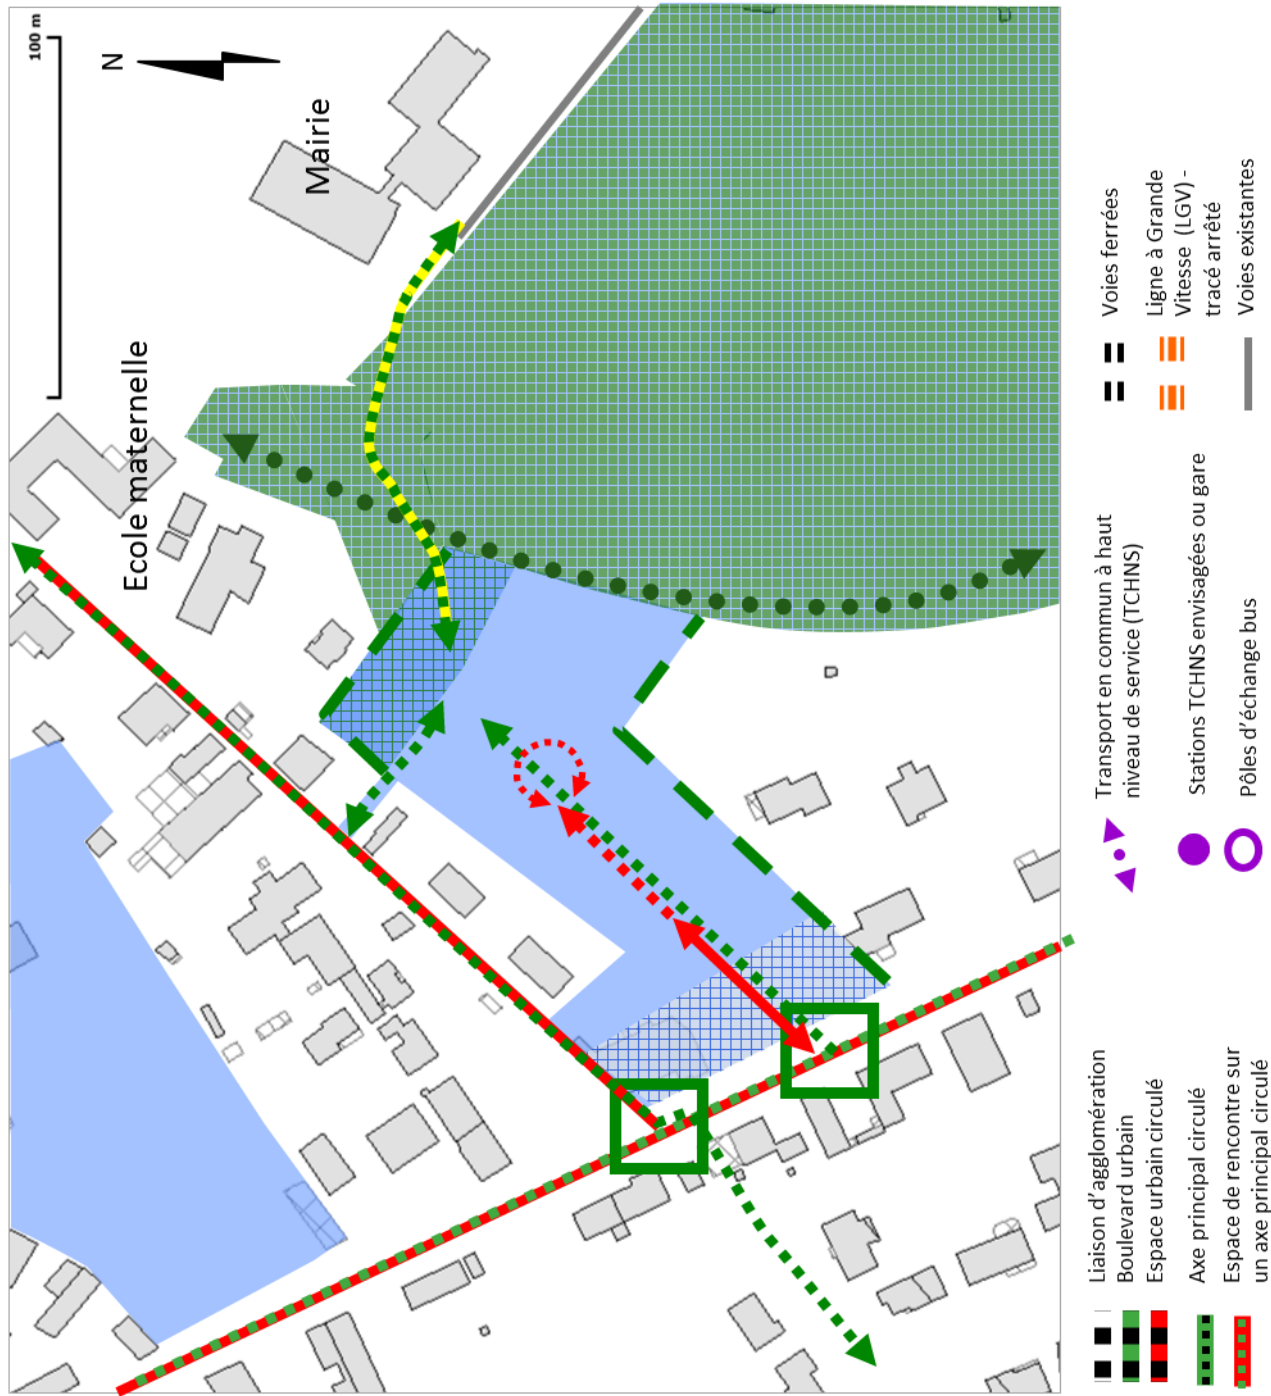 100 m
N
Mairie
Ecole maternelle
Liaison d'agglomération
Boulevard urbain
Espace urbain circulé
Axe principal circulé
Espace de rencontre sur
un axe principal circulé
Transport en commun à haut
niveau de service (TCHNS)
Stations TCHNS envisagées ou gare
Pôles d'échange bus
Voies ferrées
Ligne à Grande
Vitesse (LGV) -
tracé arrêté
Voies existantes